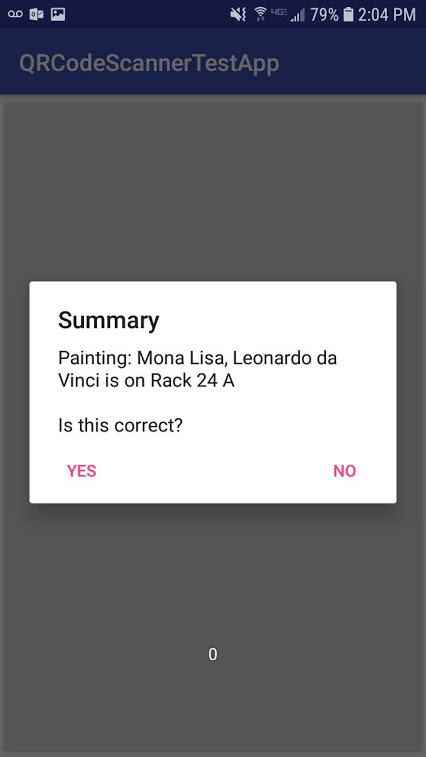 79% 2:04 PM
QRCodeScannerTestApp
Summary
Painting: Mona Lisa, Leonardo da
Vinci is on Rack 24 A
Is this correct?
YES NO
0